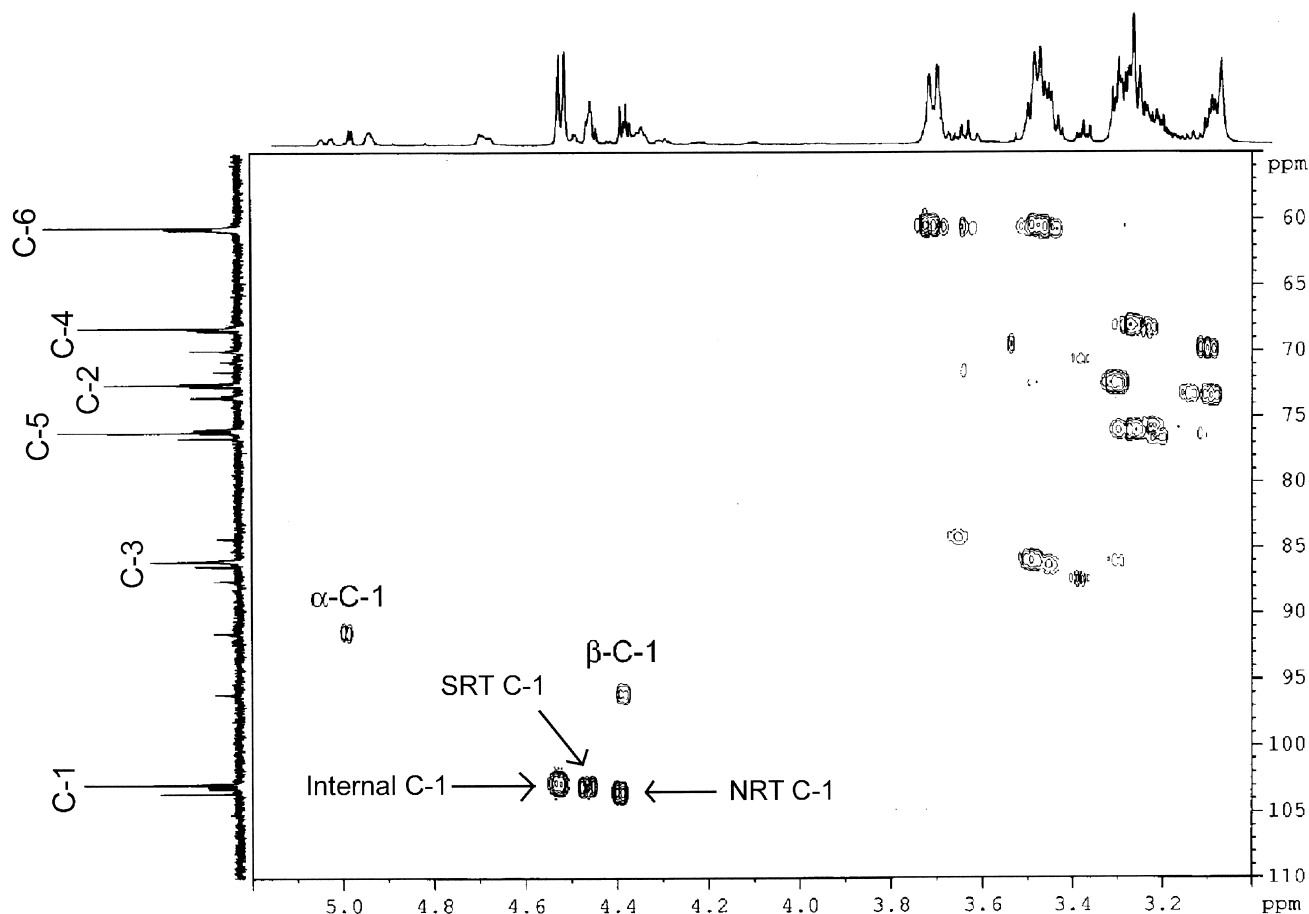 ppm
60
65
70
75
80
85
90
95
100
105
110
C-6
C-4
C-2
C-5
C-3
C-1
α-C-1
β-C-1
SRT C-1
Internal C-1
NRT C-1
5.0 4.8 4.6 4.4 4.2 4.0 3.8 3.6 3.4 3.2 ppm